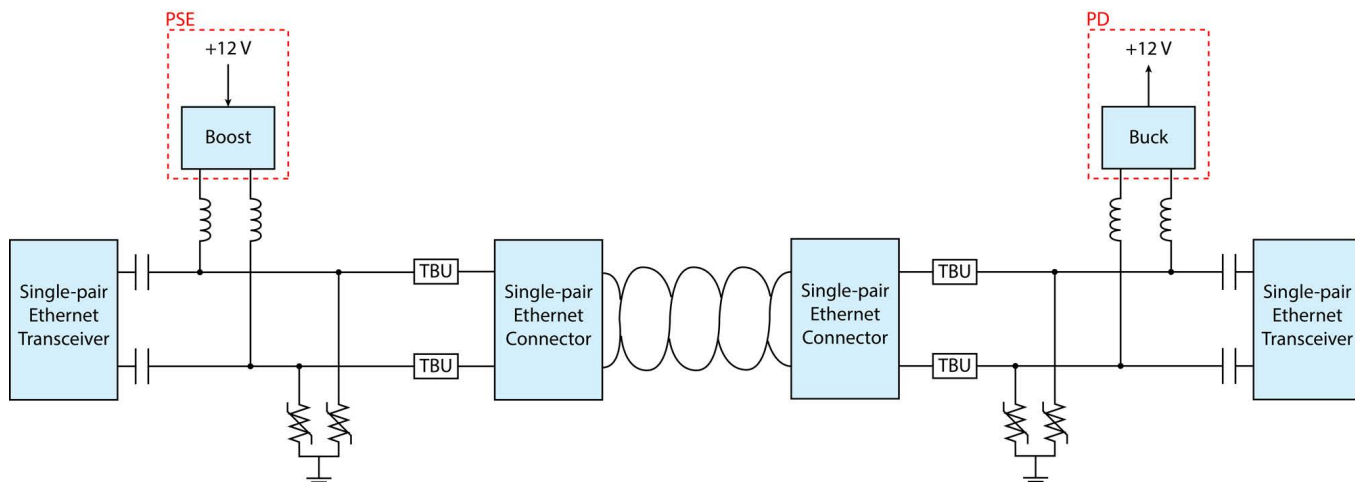 PSE
+12 V
Boost
PD
+12 V
Buck
Single-pair
Ethernet
Transceiver
TBU
TBU
Single-pair
Ethernet
Connector
Single-pair
Ethernet
Connector
TBU
TBU
Single-pair
Ethernet
Transceiver